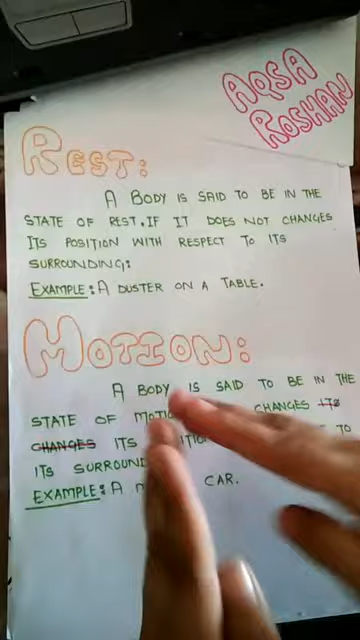 AQSA
ROSHAN
REST:
A BODY IS SAID TO BE IN THE
STATE OF REST, IF IT DOES NOT CHANGES
ITS POSITION WITH RESPECT TO ITS
SURROUNDING:
EXAMPLE: A DUSTER ON A TABLE.
MOTION:
A BODY IS SAID TO BE IN THE
STATE OF CHANGES ITS
CHANGES ITS TO
ITS
EXAMPLE: A CAR.